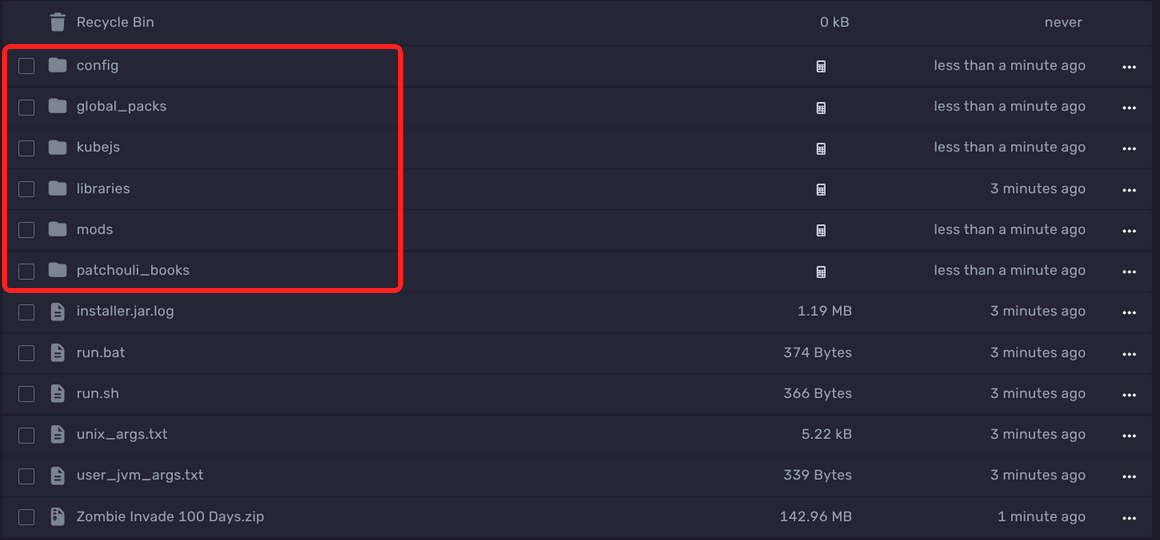 Recycle Bin 0 kB never
config less than a minute ago
global_packs less than a minute ago
kubejs less than a minute ago
libraries 3 minutes ago
mods less than a minute ago
patchouli_books less than a minute ago
installer.jar.log 1.19 MB 3 minutes ago
run.bat 374 Bytes 3 minutes ago
run.sh 366 Bytes 3 minutes ago
unix_args.txt 5.22 kB 3 minutes ago
user_jvm_args.txt 339 Bytes 3 minutes ago
Zombie Invade 100 Days.zip 142.96 MB 1 minute ago